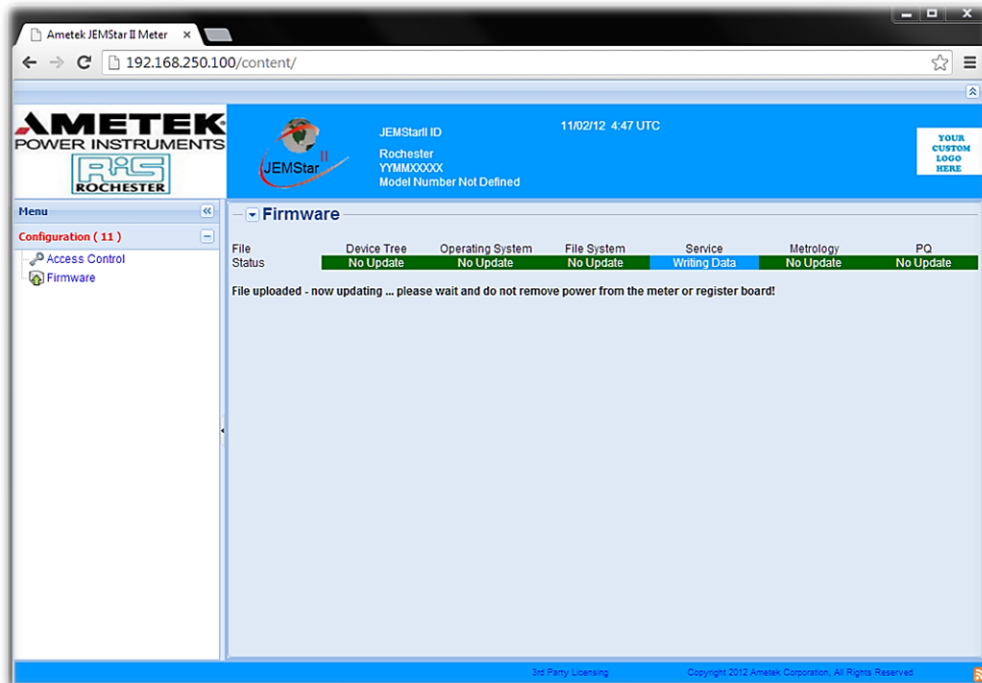 Ametek JEMStar II Meter
192.168.250.100/content/
AMETEK
POWER INSTRUMENTS
RiS
ROCHESTER
JEMStar II
JEMStarII ID
Rochester
YYMMXXXXX
Model Number Not Defined
11/02/12 4:47 UTC
YOUR
CUSTOM
LOGO
HERE
Menu
Configuration ( 11 )
Access Control
Firmware
Firmware
File Device Tree Operating System File System Service Metrology PQ
Status No Update No Update No Update Writing Data No Update No Update
File uploaded - now updating ... please wait and do not remove power from the meter or register board!
3rd Party Licensing Copyright 2012 Ametek Corporation, All Rights Reserved